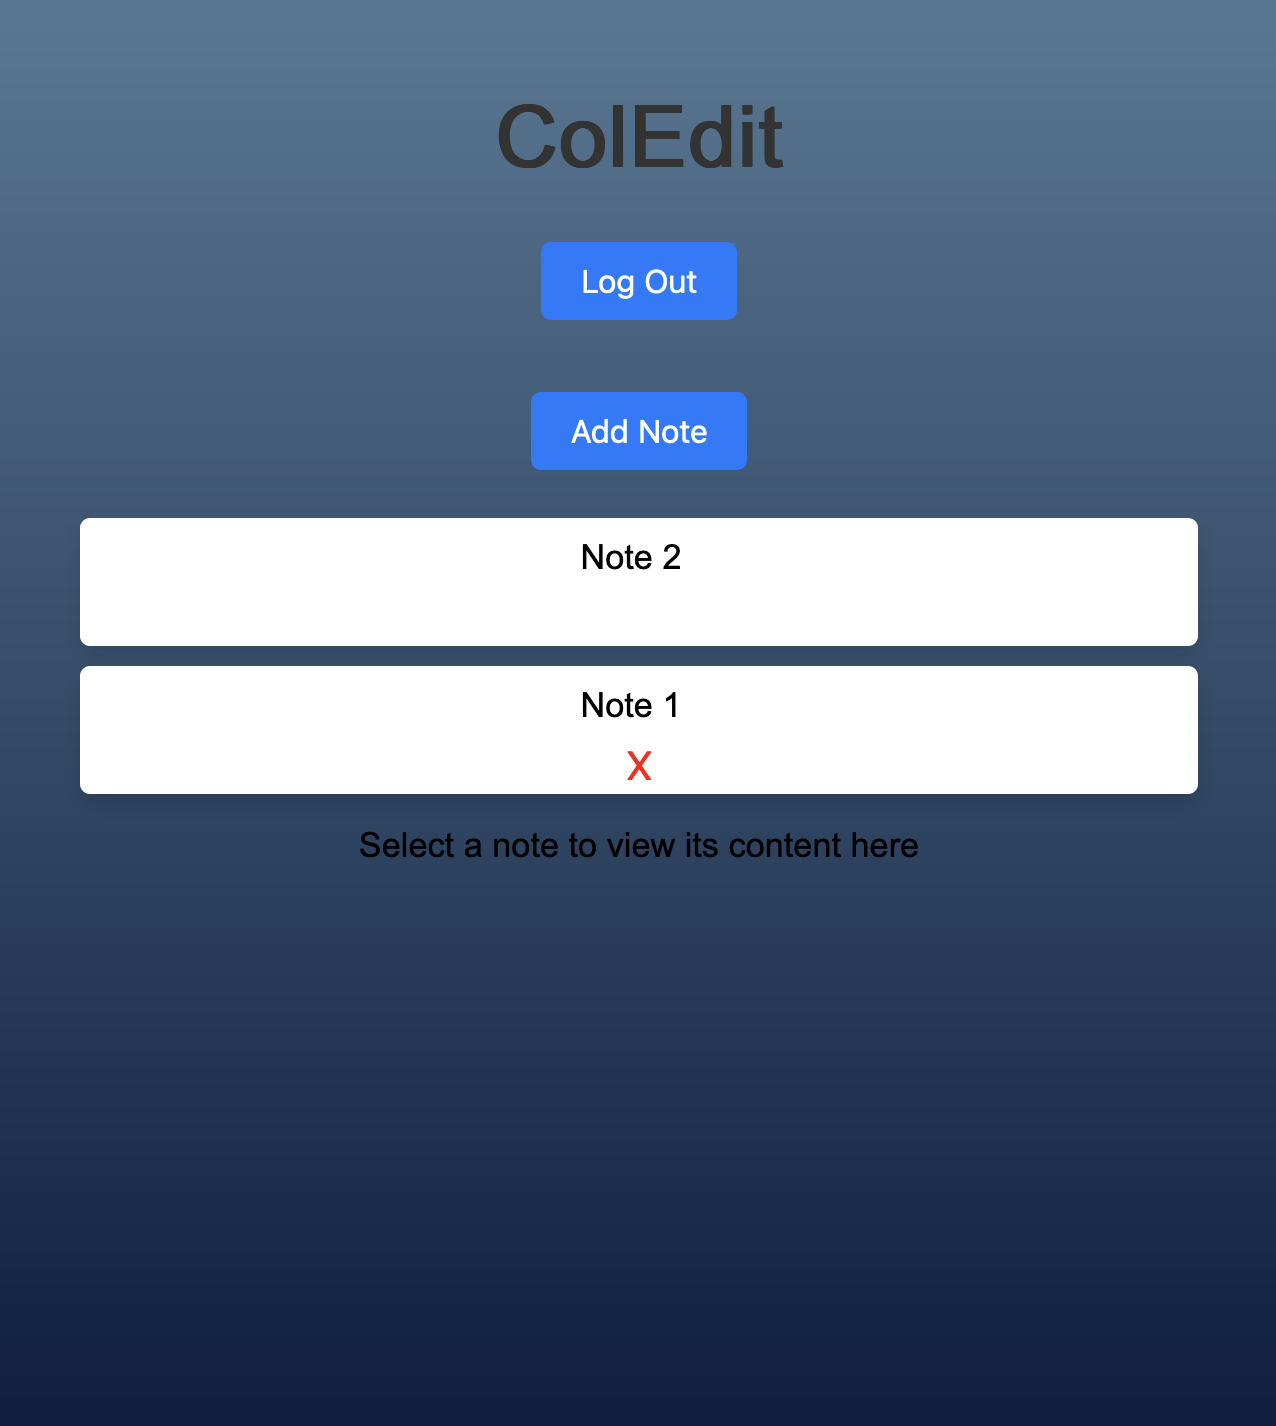 ColEdit
Log Out
Add Note
Note 2
Note 1
X
Select a note to view its content here